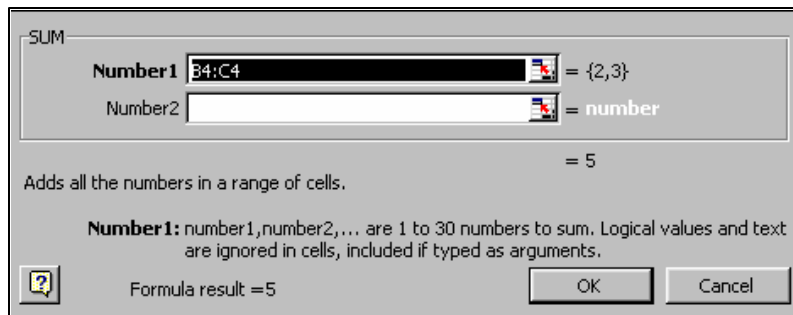 SUM
Number1 B4:C4 = {2,3}
Number2 = number
= 5
Adds all the numbers in a range of cells.
Number1: number1,number2,... are 1 to 30 numbers to sum. Logical values and text
are ignored in cells, included if typed as arguments.
? Formula result =5 OK Cancel